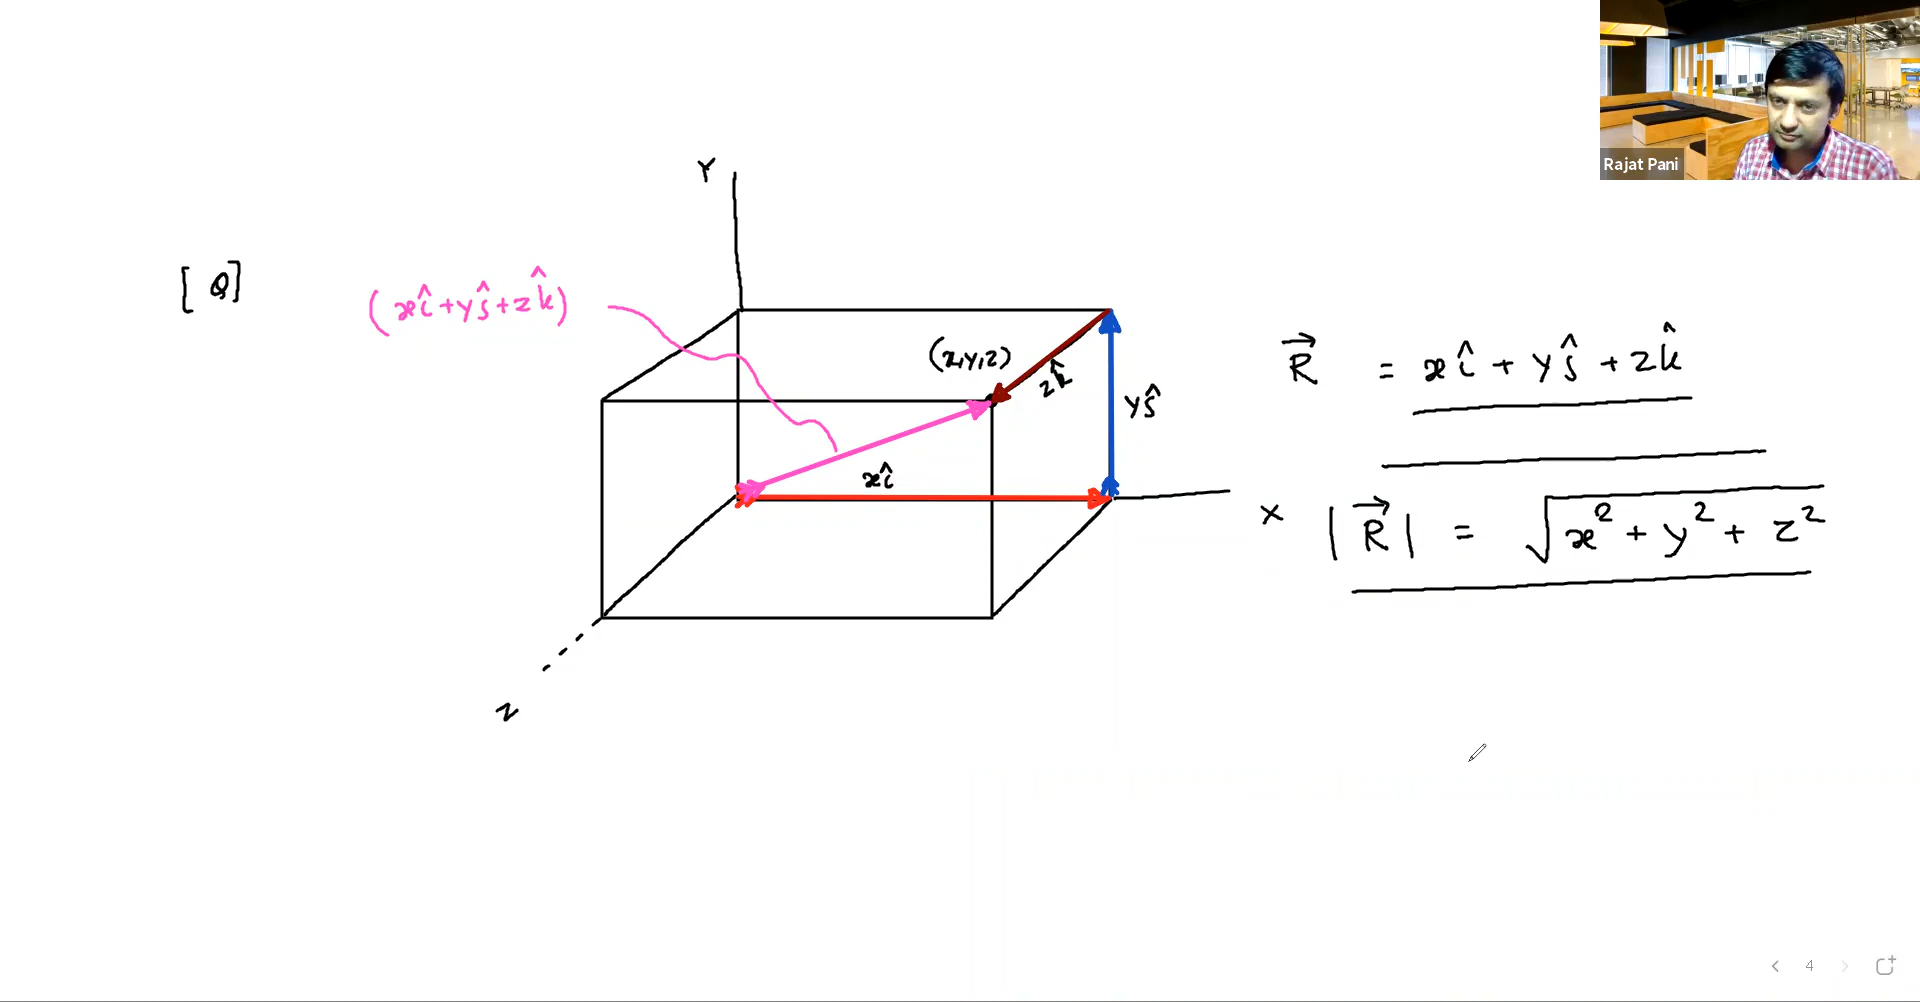 Rajat Pani
Y
[ Q ]
(xî + yĵ + zk̂)
(x,y,z)
zk̂
yĵ
xî
X
Z
R⃗ = xî + yĵ + zk̂
|R⃗| = √x² + y² + z²
4